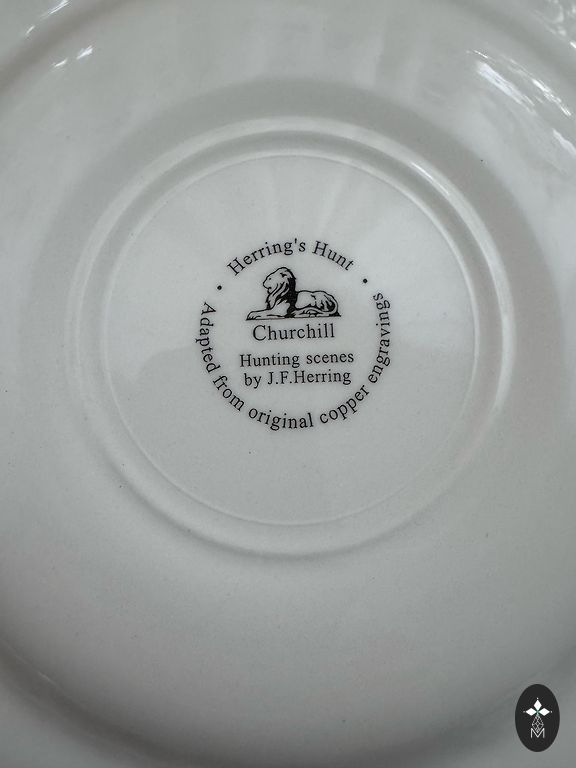 Herring's Hunt
Churchill
Hunting scenes
by J.F.Herring
Adapted from original copper engravings
M